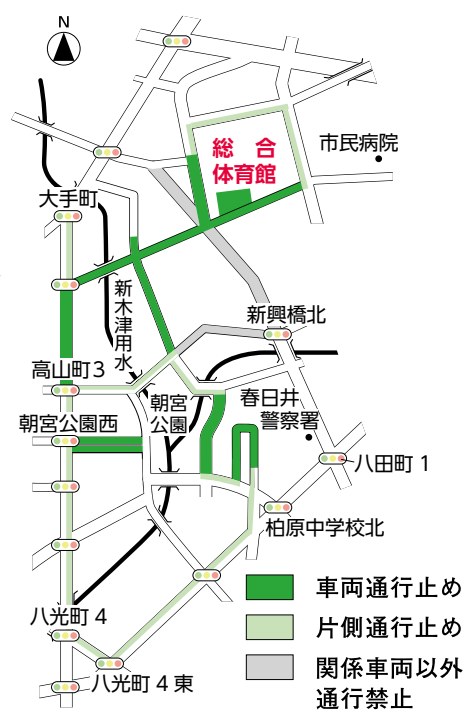 N
総 合
体育館
市民病院
大手町
新木津用水
新興橋北
高山町3
朝宮
公園
春日井
警察署
朝宮公園西
八田町1
柏原中学校北
車両通行止め
片側通行止め
八光町4
関係車両以外
通行禁止
八光町4東